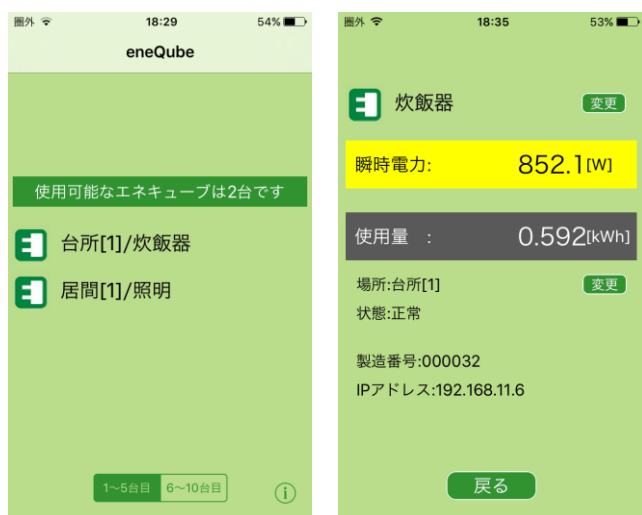 圏外 18:29 54%
eneQube
使用可能なエネキューブは2台です
台所[1]/炊飯器
居間[1]/照明
1〜5台目 6〜10台目
圏外 18:35 53%
炊飯器 変更
瞬時電力: 852.1[W]
使用量 : 0.592[kWh]
場所:台所[1] 変更
状態:正常
製造番号:000032
IPアドレス:192.168.11.6
戻る